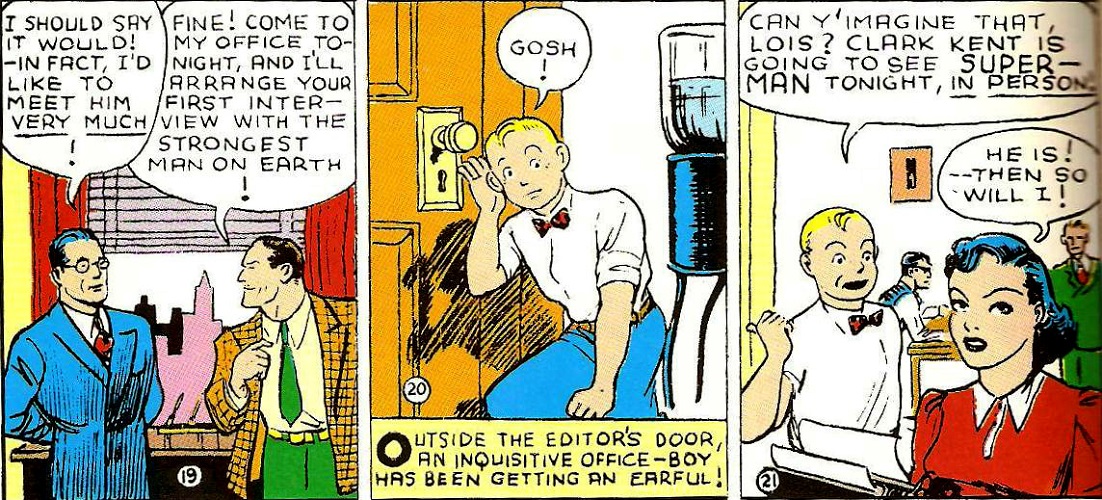 I SHOULD SAY
IT WOULD!
-IN FACT, I'D
LIKE TO
MEET HIM
VERY MUCH
!
FINE! COME TO
MY OFFICE TO-
NIGHT, AND I'LL
ARRANGE YOUR
FIRST INTER-
VIEW WITH THE
STRONGEST
MAN ON EARTH
!
19
GOSH
!
20
OUTSIDE THE EDITOR'S DOOR,
AN INQUISITIVE OFFICE-BOY
HAS BEEN GETTING AN EARFUL!
CAN Y'IMAGINE THAT,
LOIS? CLARK KENT IS
GOING TO SEE SUPER-
MAN TONIGHT, IN PERSON.
HE IS!
--THEN SO
WILL I!
21